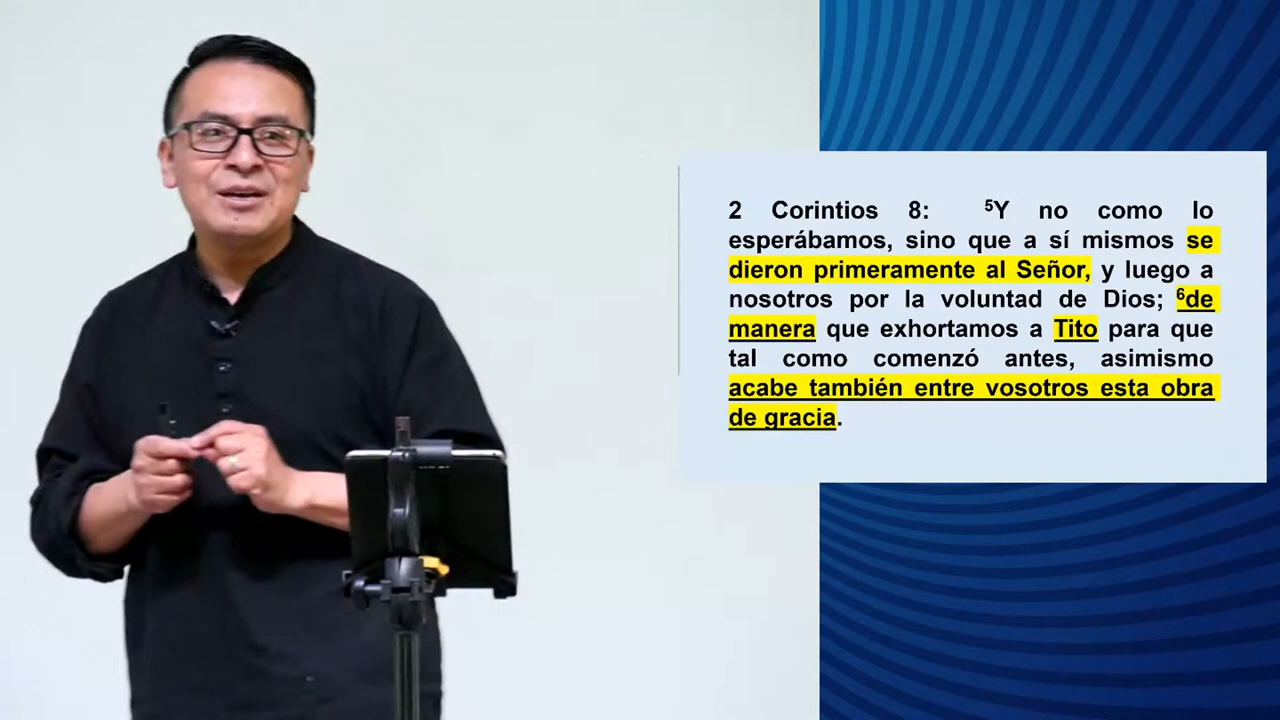 2 Corintios 8: ⁵Y no como lo
esperábamos, sino que a sí mismos se
dieron primeramente al Señor, y luego a
nosotros por la voluntad de Dios; ⁶de
manera que exhortamos a Tito para que
tal como comenzó antes, asimismo
acabe también entre vosotros esta obra
de gracia.